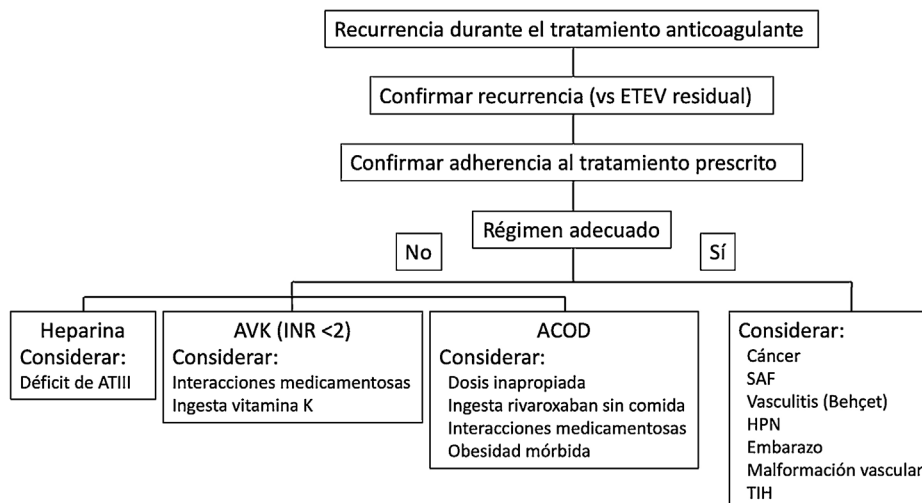 Recurrencia durante el tratamiento anticoagulante
Confirmar recurrencia (vs ETEV residual)
Confirmar adherencia al tratamiento prescrito
Régimen adecuado
No
Sí
Heparina
Considerar:
Déficit de ATIII
AVK (INR <2)
Considerar:
Interacciones medicamentosas
Ingesta vitamina K
ACOD
Considerar:
Dosis inapropiada
Ingesta rivaroxaban sin comida
Interacciones medicamentosas
Obesidad mórbida
Considerar:
Cáncer
SAF
Vasculitis (Behçet)
HPN
Embarazo
Malformación vascular
TIH